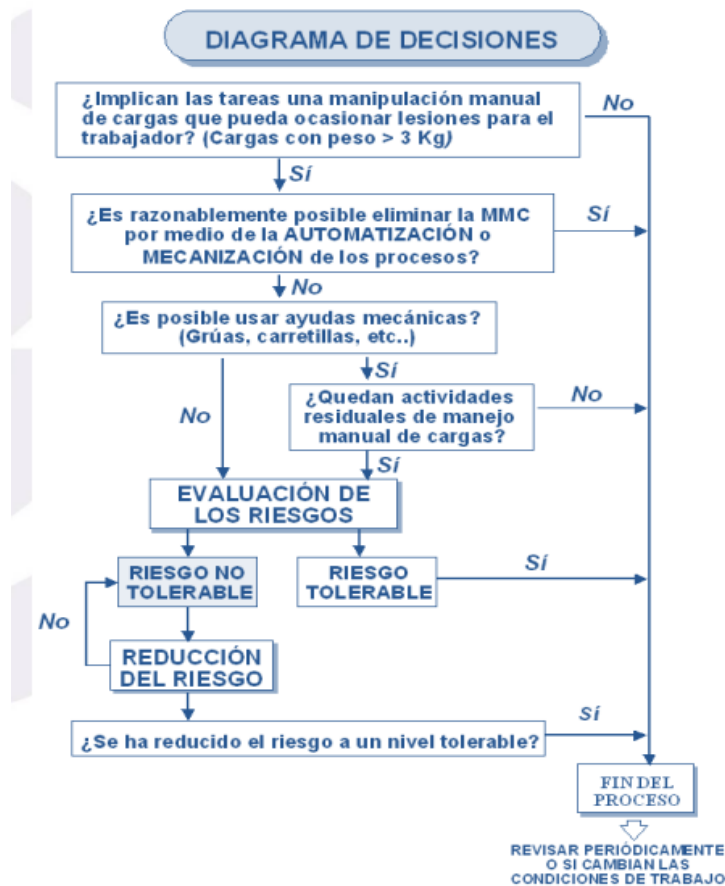 DIAGRAMA DE DECISIONES
¿Implican las tareas una manipulación manual
de cargas que pueda ocasionar lesiones para el
trabajador? (Cargas con peso > 3 Kg)
No
Sí
¿Es razonablemente posible eliminar la MMC
por medio de la AUTOMATIZACIÓN o
MECANIZACIÓN de los procesos?
Sí
No
¿Es posible usar ayudas mecánicas?
(Grúas, carretillas, etc..)
Sí
No
¿Quedan actividades
residuales de manejo
manual de cargas?
No
Sí
EVALUACIÓN DE
LOS RIESGOS
RIESGO NO
TOLERABLE
RIESGO
TOLERABLE
Sí
No
REDUCCIÓN
DEL RIESGO
¿Se ha reducido el riesgo a un nivel tolerable?
Sí
FIN DEL
PROCESO
REVISAR PERIÓDICAMENTE
O SI CAMBIAN LAS
CONDICIONES DE TRABAJO